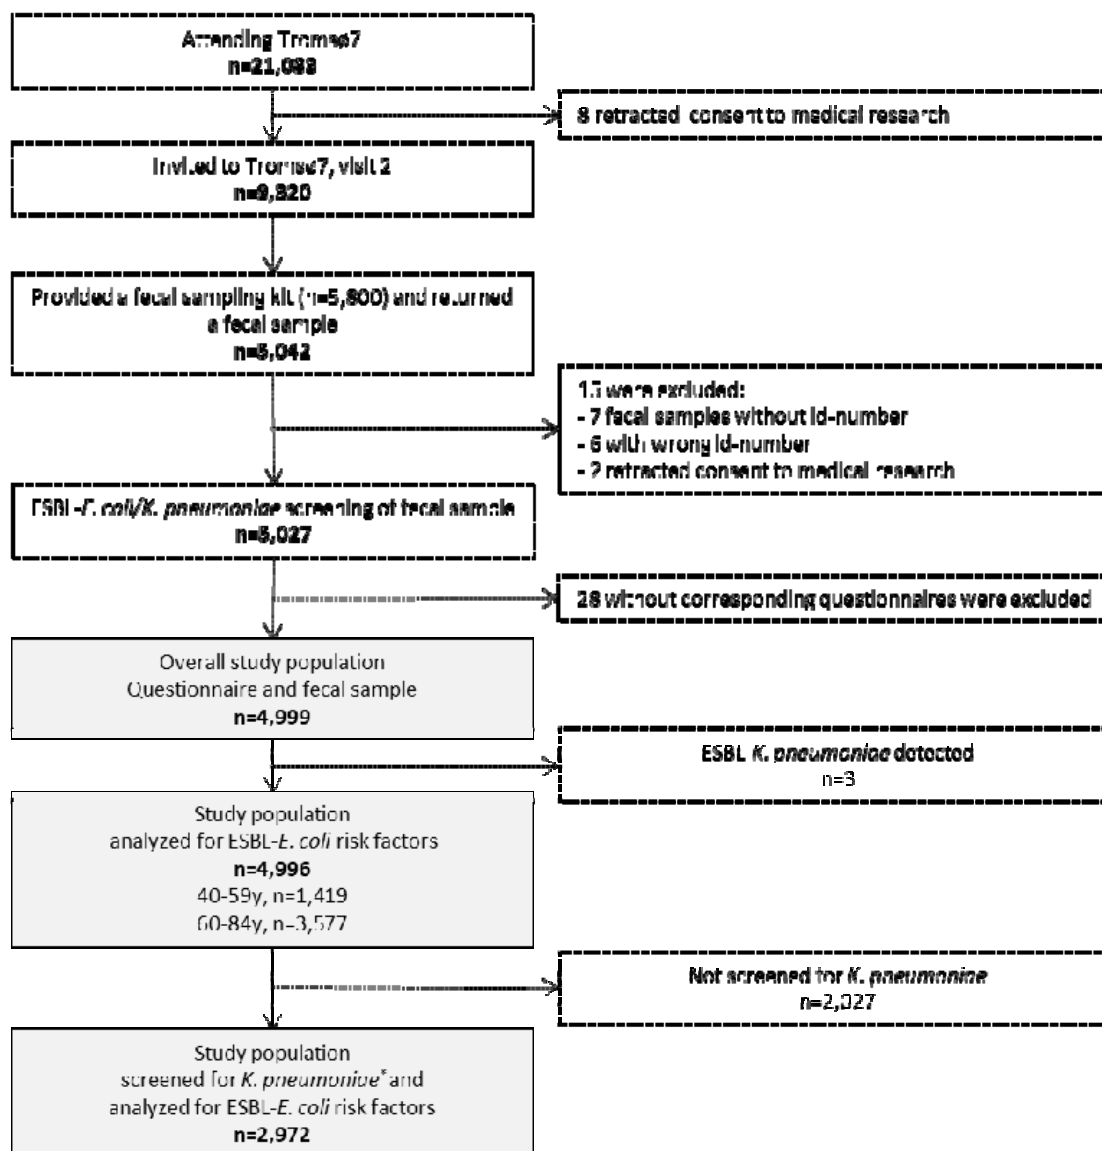 Attending Tromsø7
n=21,083
8 retracted consent to medical research
Invited to Tromsø7, visit 2
n=9,320
Provided a fecal sampling kit (n=5,800) and returned
a fecal sample
n=5,042
15 were excluded:
- 7 fecal samples without id-number
- 6 with wrong id-number
- 2 retracted consent to medical research
ESBL-E. coli/K. pneumoniae screening of fecal sample
n=5,027
28 without corresponding questionnaires were excluded
Overall study population
Questionnaire and fecal sample
n=4,999
ESBL K. pneumoniae detected
n=3
Study population
analyzed for ESBL-E. coli risk factors
n=4,996
40-59y, n=1,419
60-84y, n=3,577
Not screened for K. pneumoniae
n=2,027
Study population
screened for K. pneumoniae* and
analyzed for ESBL-E. coli risk factors
n=2,972